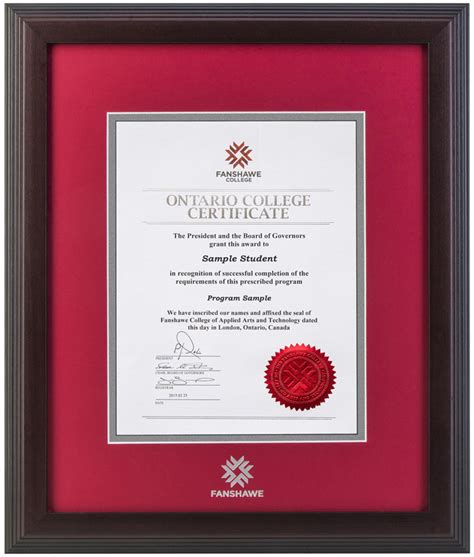 FANSHAWE
COLLEGE
ONTARIO COLLEGE
CERTIFICATE
The President and the Board of Governors
grant this award to
Sample Student
in recognition of successful completion of the
requirements of this prescribed program
Program Sample
We have inscribed our names and affixed the seal of
Fanshawe College of Applied Arts and Technology dated
this day in London, Ontario, Canada
PRESIDENT
CHAIR, BOARD OF GOVERNORS
REGISTRAR
DATE
FANSHAWE